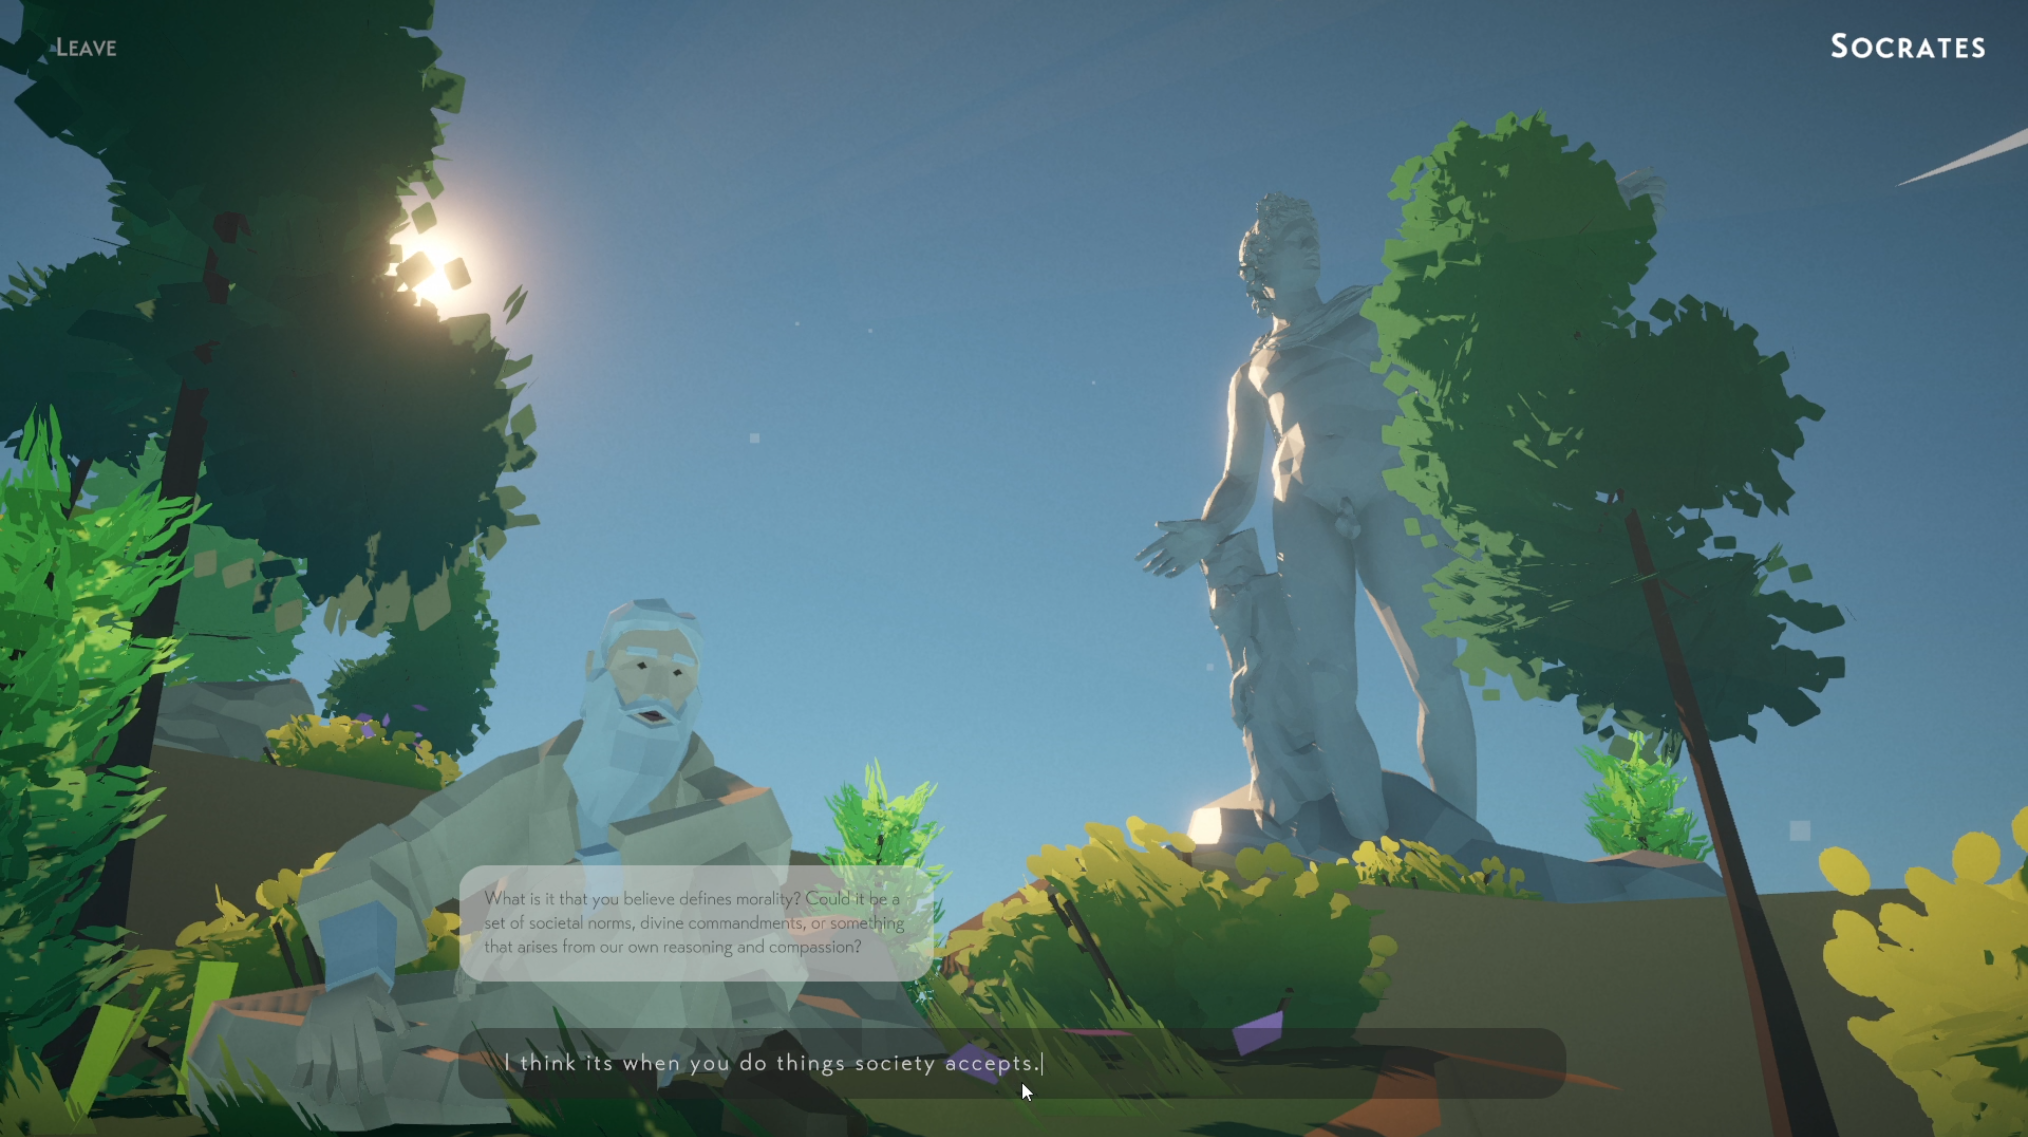 LEAVE
SOCRATES
What is it that you believe defines morality? Could it be a
set of societal norms, divine commandments, or something
that arises from our own reasoning and compassion?
I think its when you do things society accepts.